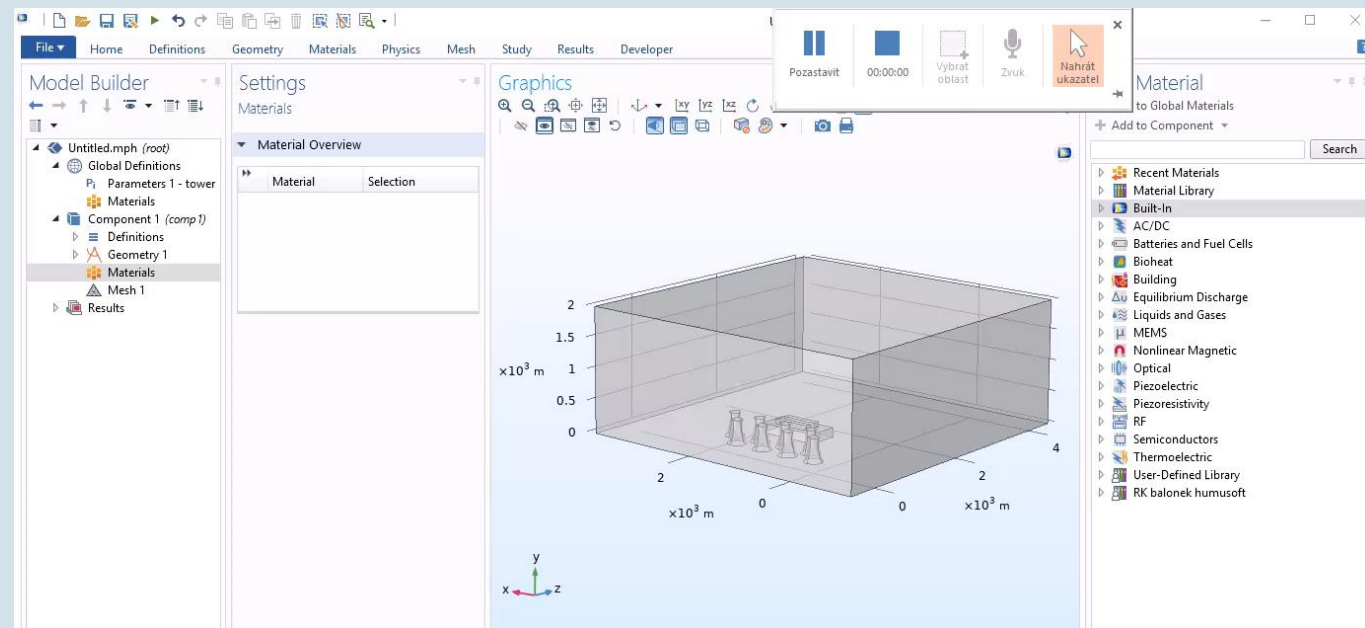 File ▾ Home Definitions Geometry Materials Physics Mesh Study Results Developer
Pozastavit
00:00:00
Vybrat oblast
Zvuk
Nahrát ukazatel
Model Builder
Untitled.mph (root)
Global Definitions
Pi Parameters 1 - tower
Materials
Component 1 (comp1)
Definitions
Geometry 1
Materials
Mesh 1
Results
Settings
Materials
Material Overview
Material Selection
Graphics
xy yz xz
2
1.5
×10³ m 1
0.5
0
2
×10³ m
0
0
×10³ m
2
4
y
x z
Material
to Global Materials
+ Add to Component
Search
Recent Materials
Material Library
Built-In
AC/DC
Batteries and Fuel Cells
Bioheat
Building
Equilibrium Discharge
Liquids and Gases
MEMS
Nonlinear Magnetic
Optical
Piezoelectric
Piezoresistivity
RF
Semiconductors
Thermoelectric
User-Defined Library
RK balonek humusoft